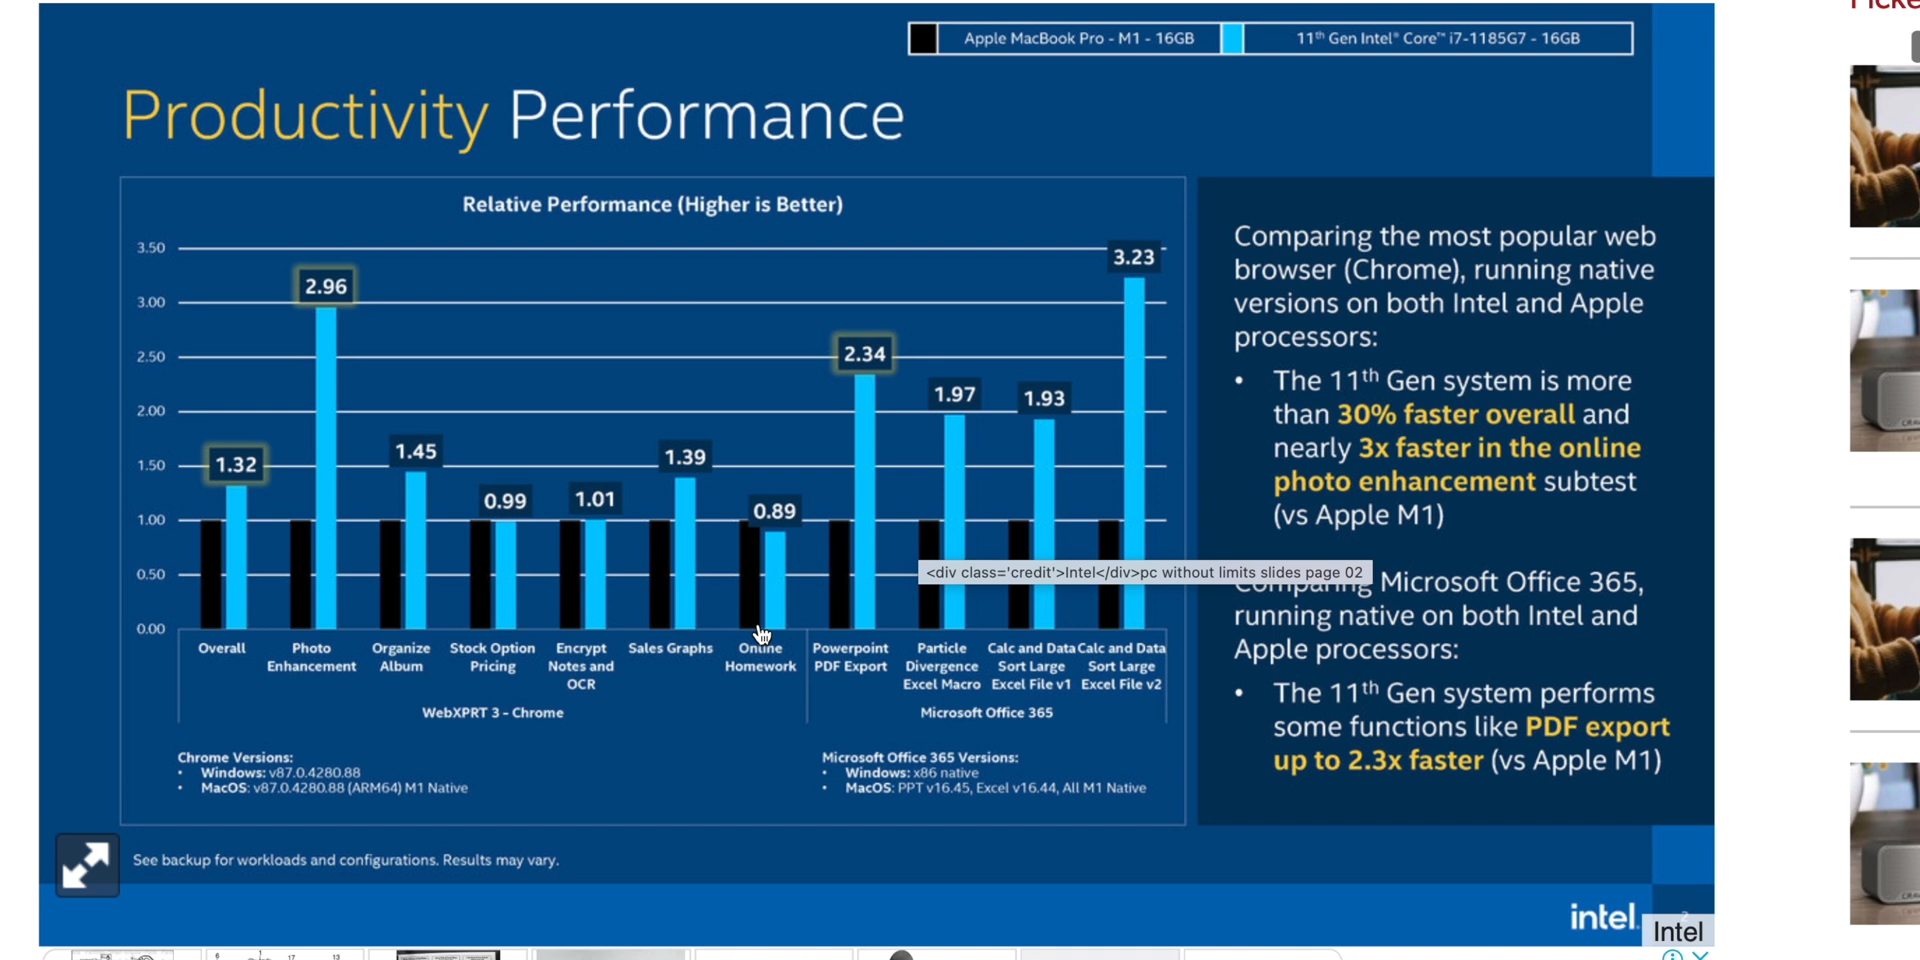 Apple MacBook Pro - M1 - 16GB
11th Gen Intel® Core™ i7-1185G7 - 16GB
Productivity Performance
Relative Performance (Higher is Better)
3.50
3.00
2.50
2.00
1.50
1.00
0.50
0.00
1.32
2.96
1.45
0.99
1.01
1.39
0.89
2.34
1.97
1.93
3.23
Overall
Photo
Enhancement
Organize
Album
Stock Option
Pricing
Encrypt
Notes and
OCR
Sales Graphs
Online
Homework
Powerpoint
PDF Export
Particle
Divergence
Excel Macro
Calc and Data
Sort Large
Excel File v1
Calc and Data
Sort Large
Excel File v2
WebXPRT 3 - Chrome
Microsoft Office 365
Chrome Versions:
• Windows: v87.0.4280.88
• MacOS: v87.0.4280.88 (ARM64) M1 Native
Microsoft Office 365 Versions:
• Windows: x86 native
• MacOS: PPT v16.45, Excel v16.44, All M1 Native
Comparing the most popular web
browser (Chrome), running native
versions on both Intel and Apple
processors:
• The 11th Gen system is more
than 30% faster overall and
nearly 3x faster in the online
photo enhancement subtest
(vs Apple M1)
<div class='credit'>Intel</div>pc without limits slides page 02
Comparing Microsoft Office 365,
running native on both Intel and
Apple processors:
• The 11th Gen system performs
some functions like PDF export
up to 2.3x faster (vs Apple M1)
See backup for workloads and configurations. Results may vary.
intel.
2
Intel
6
17
13